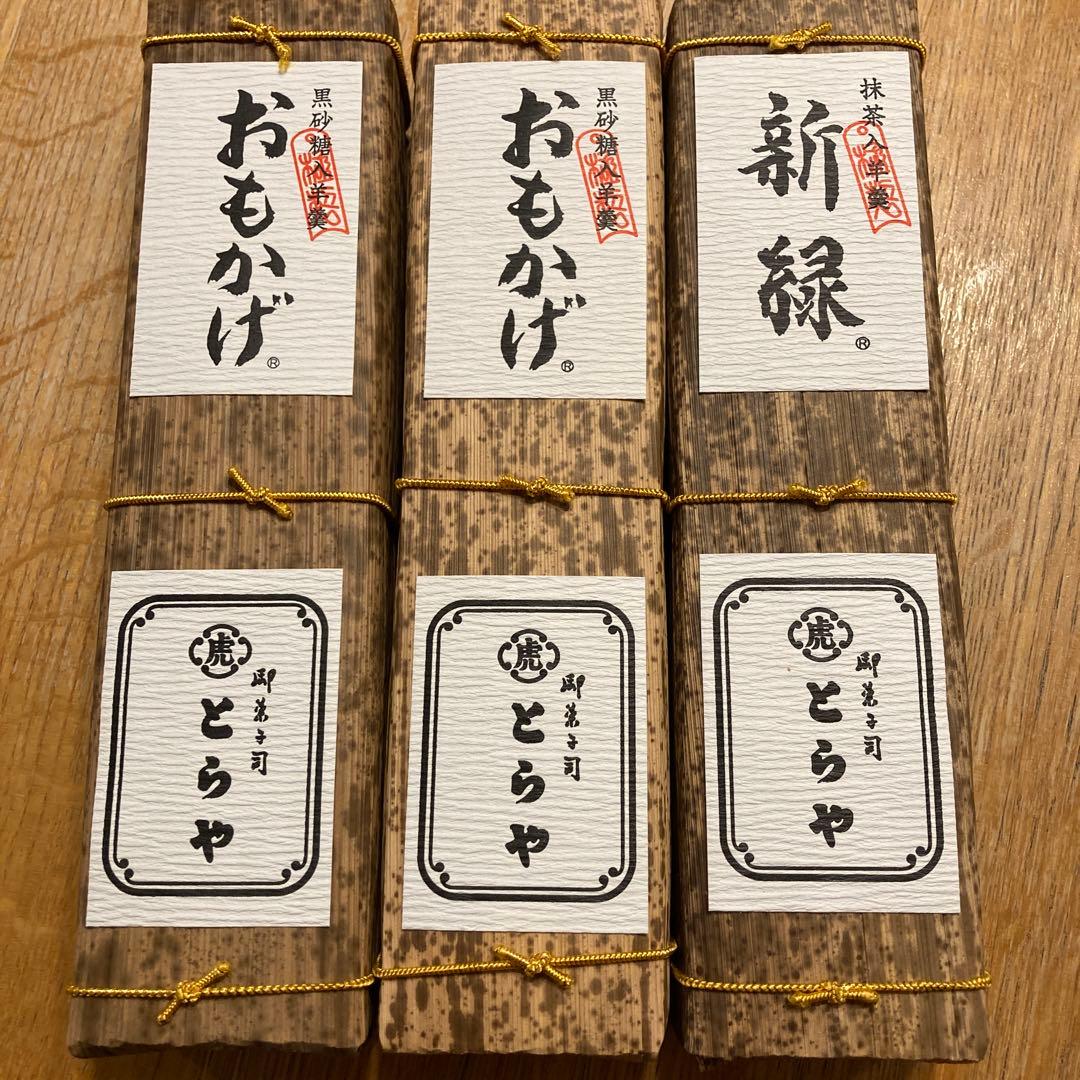 黒砂糖入羊羹
おもかげ®
黒砂糖入羊羹
おもかげ®
抹茶入羊羹
新緑®
虎
御菓子司
とらや
虎
御菓子司
とらや
虎
御菓子司
とらや